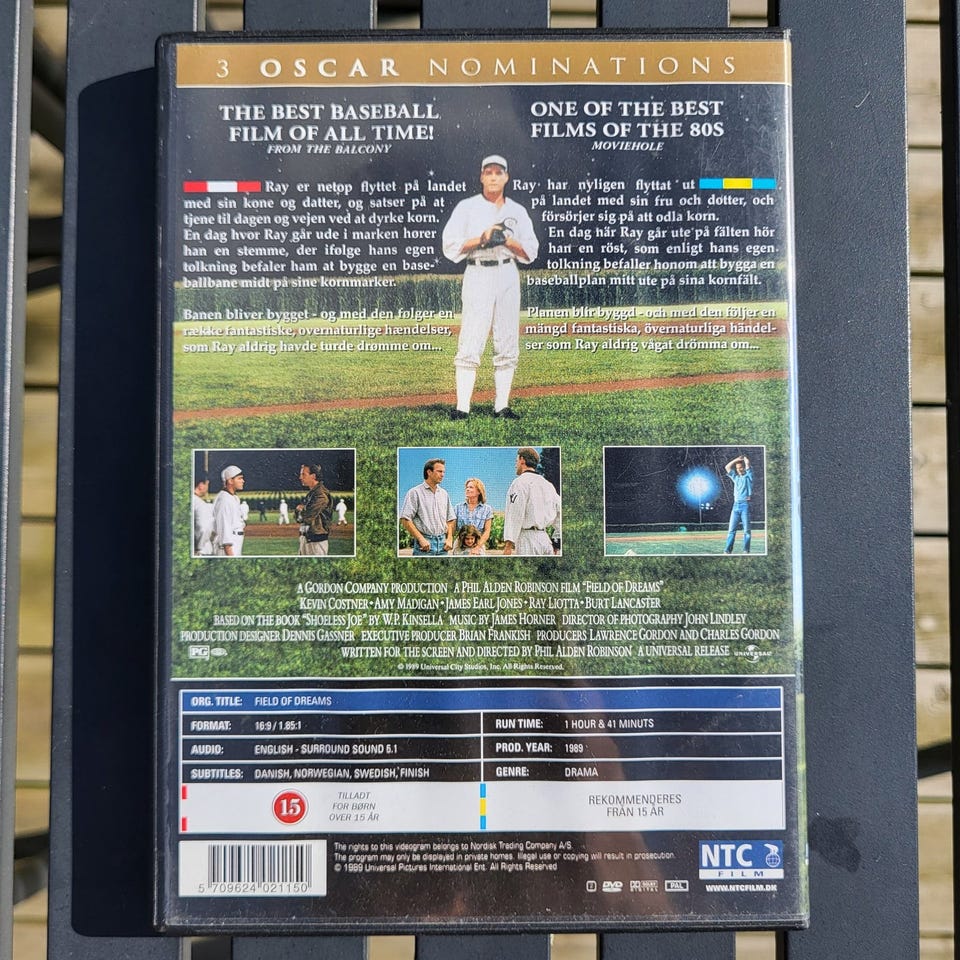 3 OSCAR NOMINATIONS
THE BEST BASEBALL
FILM OF ALL TIME!
FROM THE BALCONY
ONE OF THE BEST
FILMS OF THE 80S
MOVIEHOLE
Ray er netop flyttet på landet
med sin kone og datter, og satser på at
tjene til dagen og vejen ved at dyrke korn.
En dag hvor Ray går ude i marken hører
han en stemme, der ifølge hans egen
tolkning befaler ham at bygge en base-
ballbane midt på sine kornmarker.
Banen bliver bygget - og med den følger en
række fantastiske, overnaturlige hændelser,
som Ray aldrig havde turde drømme om...
Ray har nyligen flyttat ut
på landet med sin fru och dotter, och
försörjer sig på att odla korn.
En dag när Ray går ute på fälten hör
han en röst, som enligt hans egen
tolkning befaller honom att bygga en
baseballplan mitt ute på sina kornfält.
Planen blir byggd - och med den följer en
mängd fantastiska, övernaturliga händel-
ser som Ray aldrig vågat drömma om...
A GORDON COMPANY PRODUCTION A PHIL ALDEN ROBINSON FILM "FIELD OF DREAMS"
KEVIN COSTNER • AMY MADIGAN • JAMES EARL JONES • RAY LIOTTA • BURT LANCASTER
BASED ON THE BOOK "SHOELESS JOE" BY W.P. KINSELLA MUSIC BY JAMES HORNER DIRECTOR OF PHOTOGRAPHY JOHN LINDLEY
PRODUCTION DESIGNER DENNIS GASSNER EXECUTIVE PRODUCER BRIAN FRANKISH PRODUCERS LAWRENCE GORDON AND CHARLES GORDON
PG WRITTEN FOR THE SCREEN AND DIRECTED BY PHIL ALDEN ROBINSON A UNIVERSAL RELEASE UNIVERSAL
© 1989 Universal City Studios, Inc. All Rights Reserved.
ORG. TITLE: FIELD OF DREAMS
FORMAT: 16:9 / 1.85:1
RUN TIME: 1 HOUR & 41 MINUTS
AUDIO: ENGLISH - SURROUND SOUND 5.1
PROD. YEAR: 1989
SUBTITLES: DANISH, NORWEGIAN, SWEDISH, FINISH
GENRE: DRAMA
15
TILLADT
FOR BØRN
OVER 15 ÅR
REKOMMENDERES
FRÅN 15 ÅR
5 709624 021150
The rights to this videogram belongs to Nordisk Trading Company A/S.
The program may only be displayed in private homes. Illegal use or copying will result in prosecution.
© 1989 Universal Pictures International Ent. All Rights Reserved
2 DVD DOLBY DIGITAL PAL
NTC
FILM
WWW.NTCFILM.DK